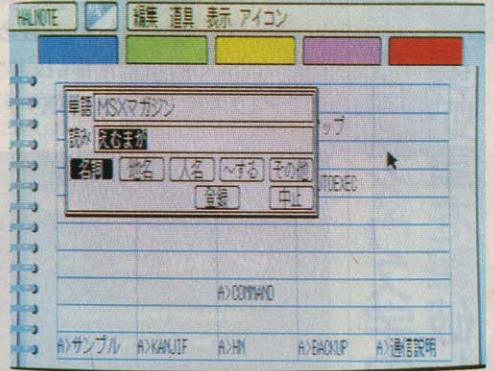 HALNOTE 編集 道具 表示 アイコン
単語 MSXマガジン
読み えむまが
名詞 地名 人名 ～する その他
登録 中止
ップ
UTOEXEC
A>COMMAND
A>サンプル A>KANJIF A>HN A>BACKUP A>通信説明